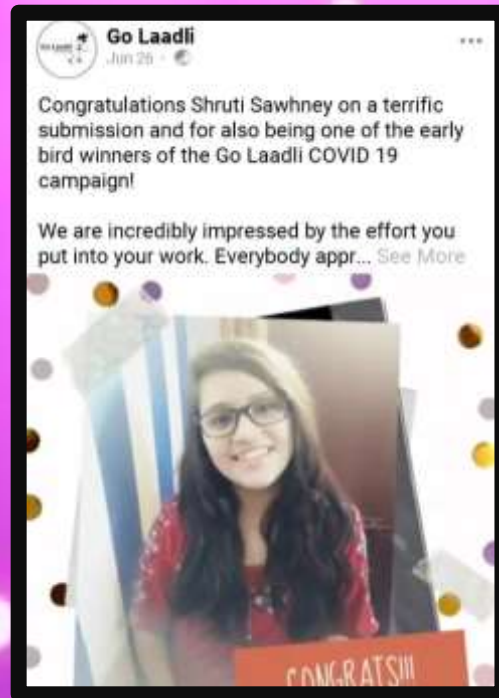 Go Laadli
Jun 26
Congratulations Shruti Sawhney on a terrific
submission and for also being one of the early
bird winners of the Go Laadli COVID 19
campaign!
We are incredibly impressed by the effort you
put into your work. Everybody appr... See More
CONGRATS!!!